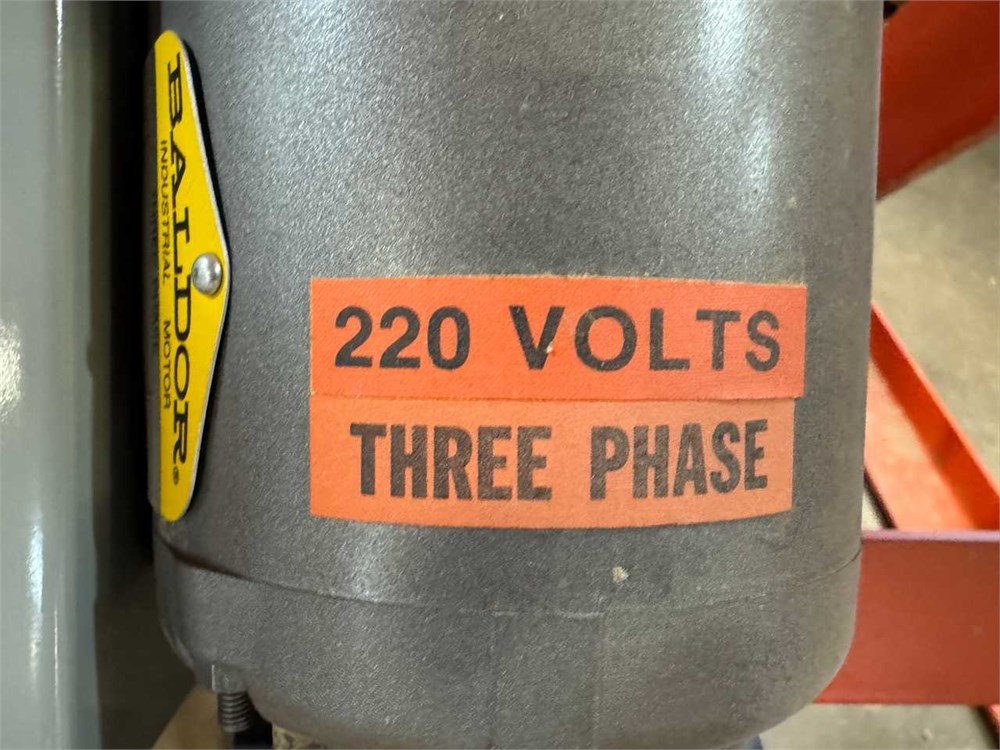 BALDOR®
INDUSTRIAL MOTOR
220 VOLTS
THREE PHASE